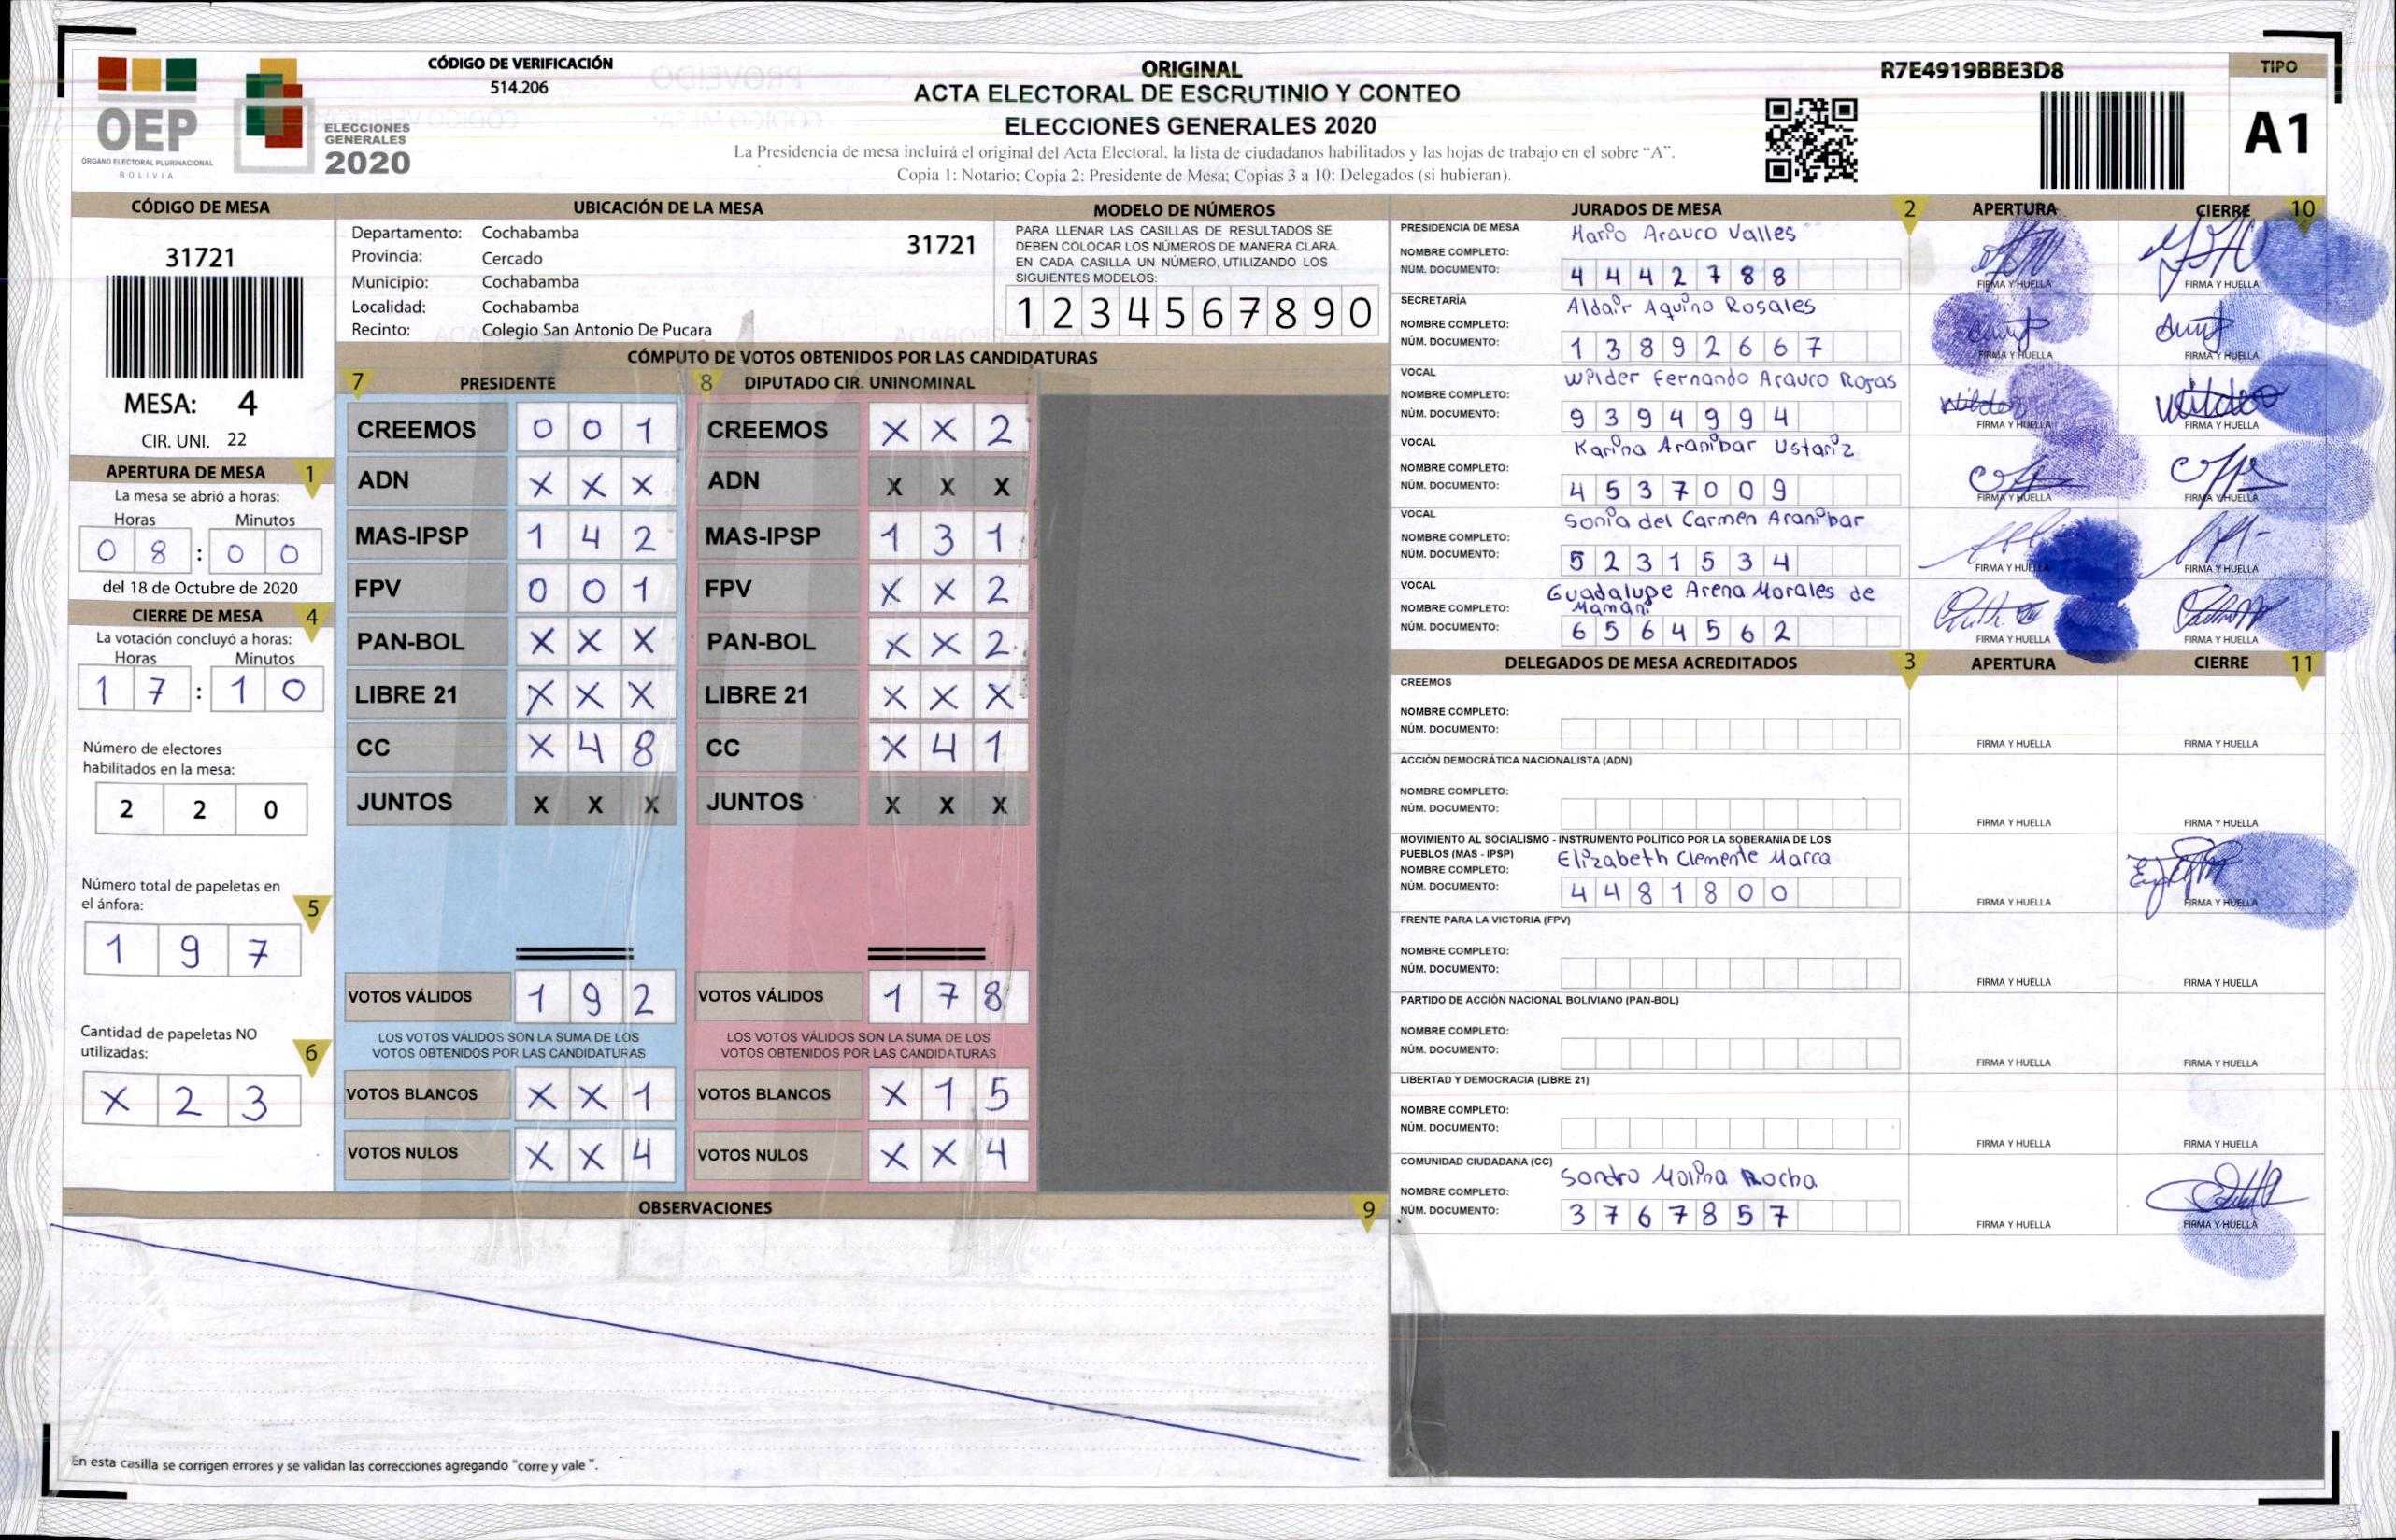 CÓDIGO DE VERIFICACIÓN
514.206
ORIGINAL
ACTA ELECTORAL DE ESCRUTINIO Y CONTEO
ELECCIONES GENERALES 2020
La Presidencia de mesa incluirá el original del Acta Electoral, la lista de ciudadanos habilitados y las hojas de trabajo en el sobre “A”.
Copia 1: Notario; Copia 2: Presidente de Mesa; Copias 3 a 10: Delegados (si hubieran).
R7E4919BBE3D8
TIPO
A1
OEP
ÓRGANO ELECTORAL PLURINACIONAL
BOLIVIA
ELECCIONES
GENERALES
2020
CÓDIGO DE MESA
31721
MESA: 4
CIR. UNI. 22
APERTURA DE MESA 1
La mesa se abrió a horas:
Horas Minutos
0 8 : 0 0
del 18 de Octubre de 2020
CIERRE DE MESA 4
La votación concluyó a horas:
Horas Minutos
1 7 : 1 0
Número de electores
habilitados en la mesa:
2 2 0
Número total de papeletas en
el ánfora: 5
1 9 7
Cantidad de papeletas NO
utilizadas: 6
X 2 3
UBICACIÓN DE LA MESA
Departamento: Cochabamba
31721
Provincia: Cercado
Municipio: Cochabamba
Localidad: Cochabamba
Recinto: Colegio San Antonio De Pucara
MODELO DE NÚMEROS
PARA LLENAR LAS CASILLAS DE RESULTADOS SE
DEBEN COLOCAR LOS NÚMEROS DE MANERA CLARA.
EN CADA CASILLA UN NÚMERO, UTILIZANDO LOS
SIGUIENTES MODELOS:
1 2 3 4 5 6 7 8 9 0
CÓMPUTO DE VOTOS OBTENIDOS POR LAS CANDIDATURAS
7 PRESIDENTE
CREEMOS 0 0 1
ADN X X X
MAS-IPSP 1 4 2
FPV 0 0 1
PAN-BOL X X X
LIBRE 21 X X X
CC X 4 8
JUNTOS X X X
VOTOS VÁLIDOS 1 9 2
LOS VOTOS VÁLIDOS SON LA SUMA DE LOS
VOTOS OBTENIDOS POR LAS CANDIDATURAS
VOTOS BLANCOS X X 1
VOTOS NULOS X X 4
8 DIPUTADO CIR. UNINOMINAL
CREEMOS X X 2
ADN X X X
MAS-IPSP 1 3 1
FPV X X 2
PAN-BOL X X 2
LIBRE 21 X X X
CC X 4 1
JUNTOS X X X
VOTOS VÁLIDOS 1 7 8
LOS VOTOS VÁLIDOS SON LA SUMA DE LOS
VOTOS OBTENIDOS POR LAS CANDIDATURAS
VOTOS BLANCOS X 1 5
VOTOS NULOS X X 4
OBSERVACIONES 9
En esta casilla se corrigen errores y se validan las correcciones agregando "corre y vale ".
JURADOS DE MESA 2 APERTURA CIERRE 10
PRESIDENCIA DE MESA
Mario Arauco Valles
NOMBRE COMPLETO:
NÚM. DOCUMENTO: 4 4 4 2 7 8 8
FIRMA Y HUELLA FIRMA Y HUELLA
SECRETARÍA
Aldair Aquino Rosales
NOMBRE COMPLETO:
NÚM. DOCUMENTO: 1 3 8 9 2 6 6 7
FIRMA Y HUELLA FIRMA Y HUELLA
VOCAL
Wilder Fernando Arauco Rojas
NOMBRE COMPLETO:
NÚM. DOCUMENTO: 9 3 9 4 9 9 4
FIRMA Y HUELLA FIRMA Y HUELLA
VOCAL
Karina Aranibar Ustariz
NOMBRE COMPLETO:
NÚM. DOCUMENTO: 4 5 3 7 0 0 9
FIRMA Y HUELLA FIRMA Y HUELLA
VOCAL
Sonia del Carmen Aranibar
NOMBRE COMPLETO:
NÚM. DOCUMENTO: 5 2 3 1 5 3 4
FIRMA Y HUELLA FIRMA Y HUELLA
VOCAL
Guadalupe Arena Morales de
Mamani
NOMBRE COMPLETO:
NÚM. DOCUMENTO: 6 5 6 4 5 6 2
FIRMA Y HUELLA FIRMA Y HUELLA
DELEGADOS DE MESA ACREDITADOS 3 APERTURA CIERRE 11
CREEMOS
NOMBRE COMPLETO:
NÚM. DOCUMENTO:
FIRMA Y HUELLA FIRMA Y HUELLA
ACCIÓN DEMOCRÁTICA NACIONALISTA (ADN)
NOMBRE COMPLETO:
NÚM. DOCUMENTO:
FIRMA Y HUELLA FIRMA Y HUELLA
MOVIMIENTO AL SOCIALISMO - INSTRUMENTO POLÍTICO POR LA SOBERANIA DE LOS
PUEBLOS (MAS - IPSP) Elizabeth Clemente Marca
NOMBRE COMPLETO:
NÚM. DOCUMENTO: 4 4 8 1 8 0 0
FIRMA Y HUELLA FIRMA Y HUELLA
FRENTE PARA LA VICTORIA (FPV)
NOMBRE COMPLETO:
NÚM. DOCUMENTO:
FIRMA Y HUELLA FIRMA Y HUELLA
PARTIDO DE ACCIÓN NACIONAL BOLIVIANO (PAN-BOL)
NOMBRE COMPLETO:
NÚM. DOCUMENTO:
FIRMA Y HUELLA FIRMA Y HUELLA
LIBERTAD Y DEMOCRACIA (LIBRE 21)
NOMBRE COMPLETO:
NÚM. DOCUMENTO:
FIRMA Y HUELLA FIRMA Y HUELLA
COMUNIDAD CIUDADANA (CC)
Sandro Molina Rocha
NOMBRE COMPLETO:
NÚM. DOCUMENTO: 3 7 6 7 8 5 7
FIRMA Y HUELLA FIRMA Y HUELLA